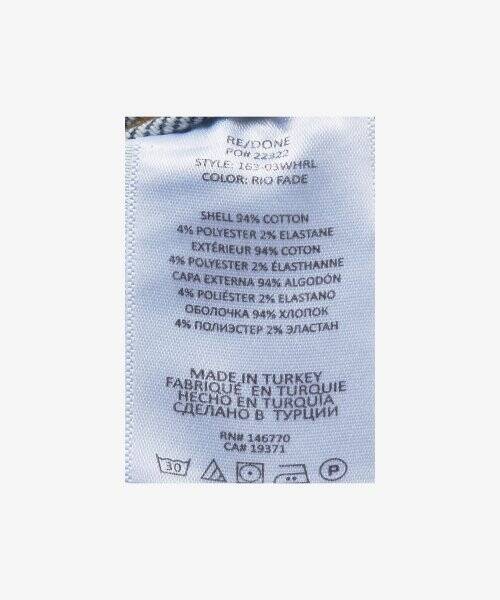 RE/DONE
PO# 22322
STYLE: 163-03WHRL
COLOR: RIO FADE
SHELL 94% COTTON
4% POLYESTER 2% ELASTANE
EXTÉRIEUR 94% COTON
4% POLYESTER 2% ÉLASTHANNE
CAPA EXTERNA 94% ALGODÓN
4% POLIÉSTER 2% ELASTANO
ОБОЛОЧКА 94% ХЛОПОК
4% ПОЛИЭСТЕР 2% ЭЛАСТАН
MADE IN TURKEY
FABRIQUÉ EN TURQUIE
HECHO EN TURQUÍA
СДЕЛАНО В ТУРЦИИ
RN# 146770
CA# 19371
30 P